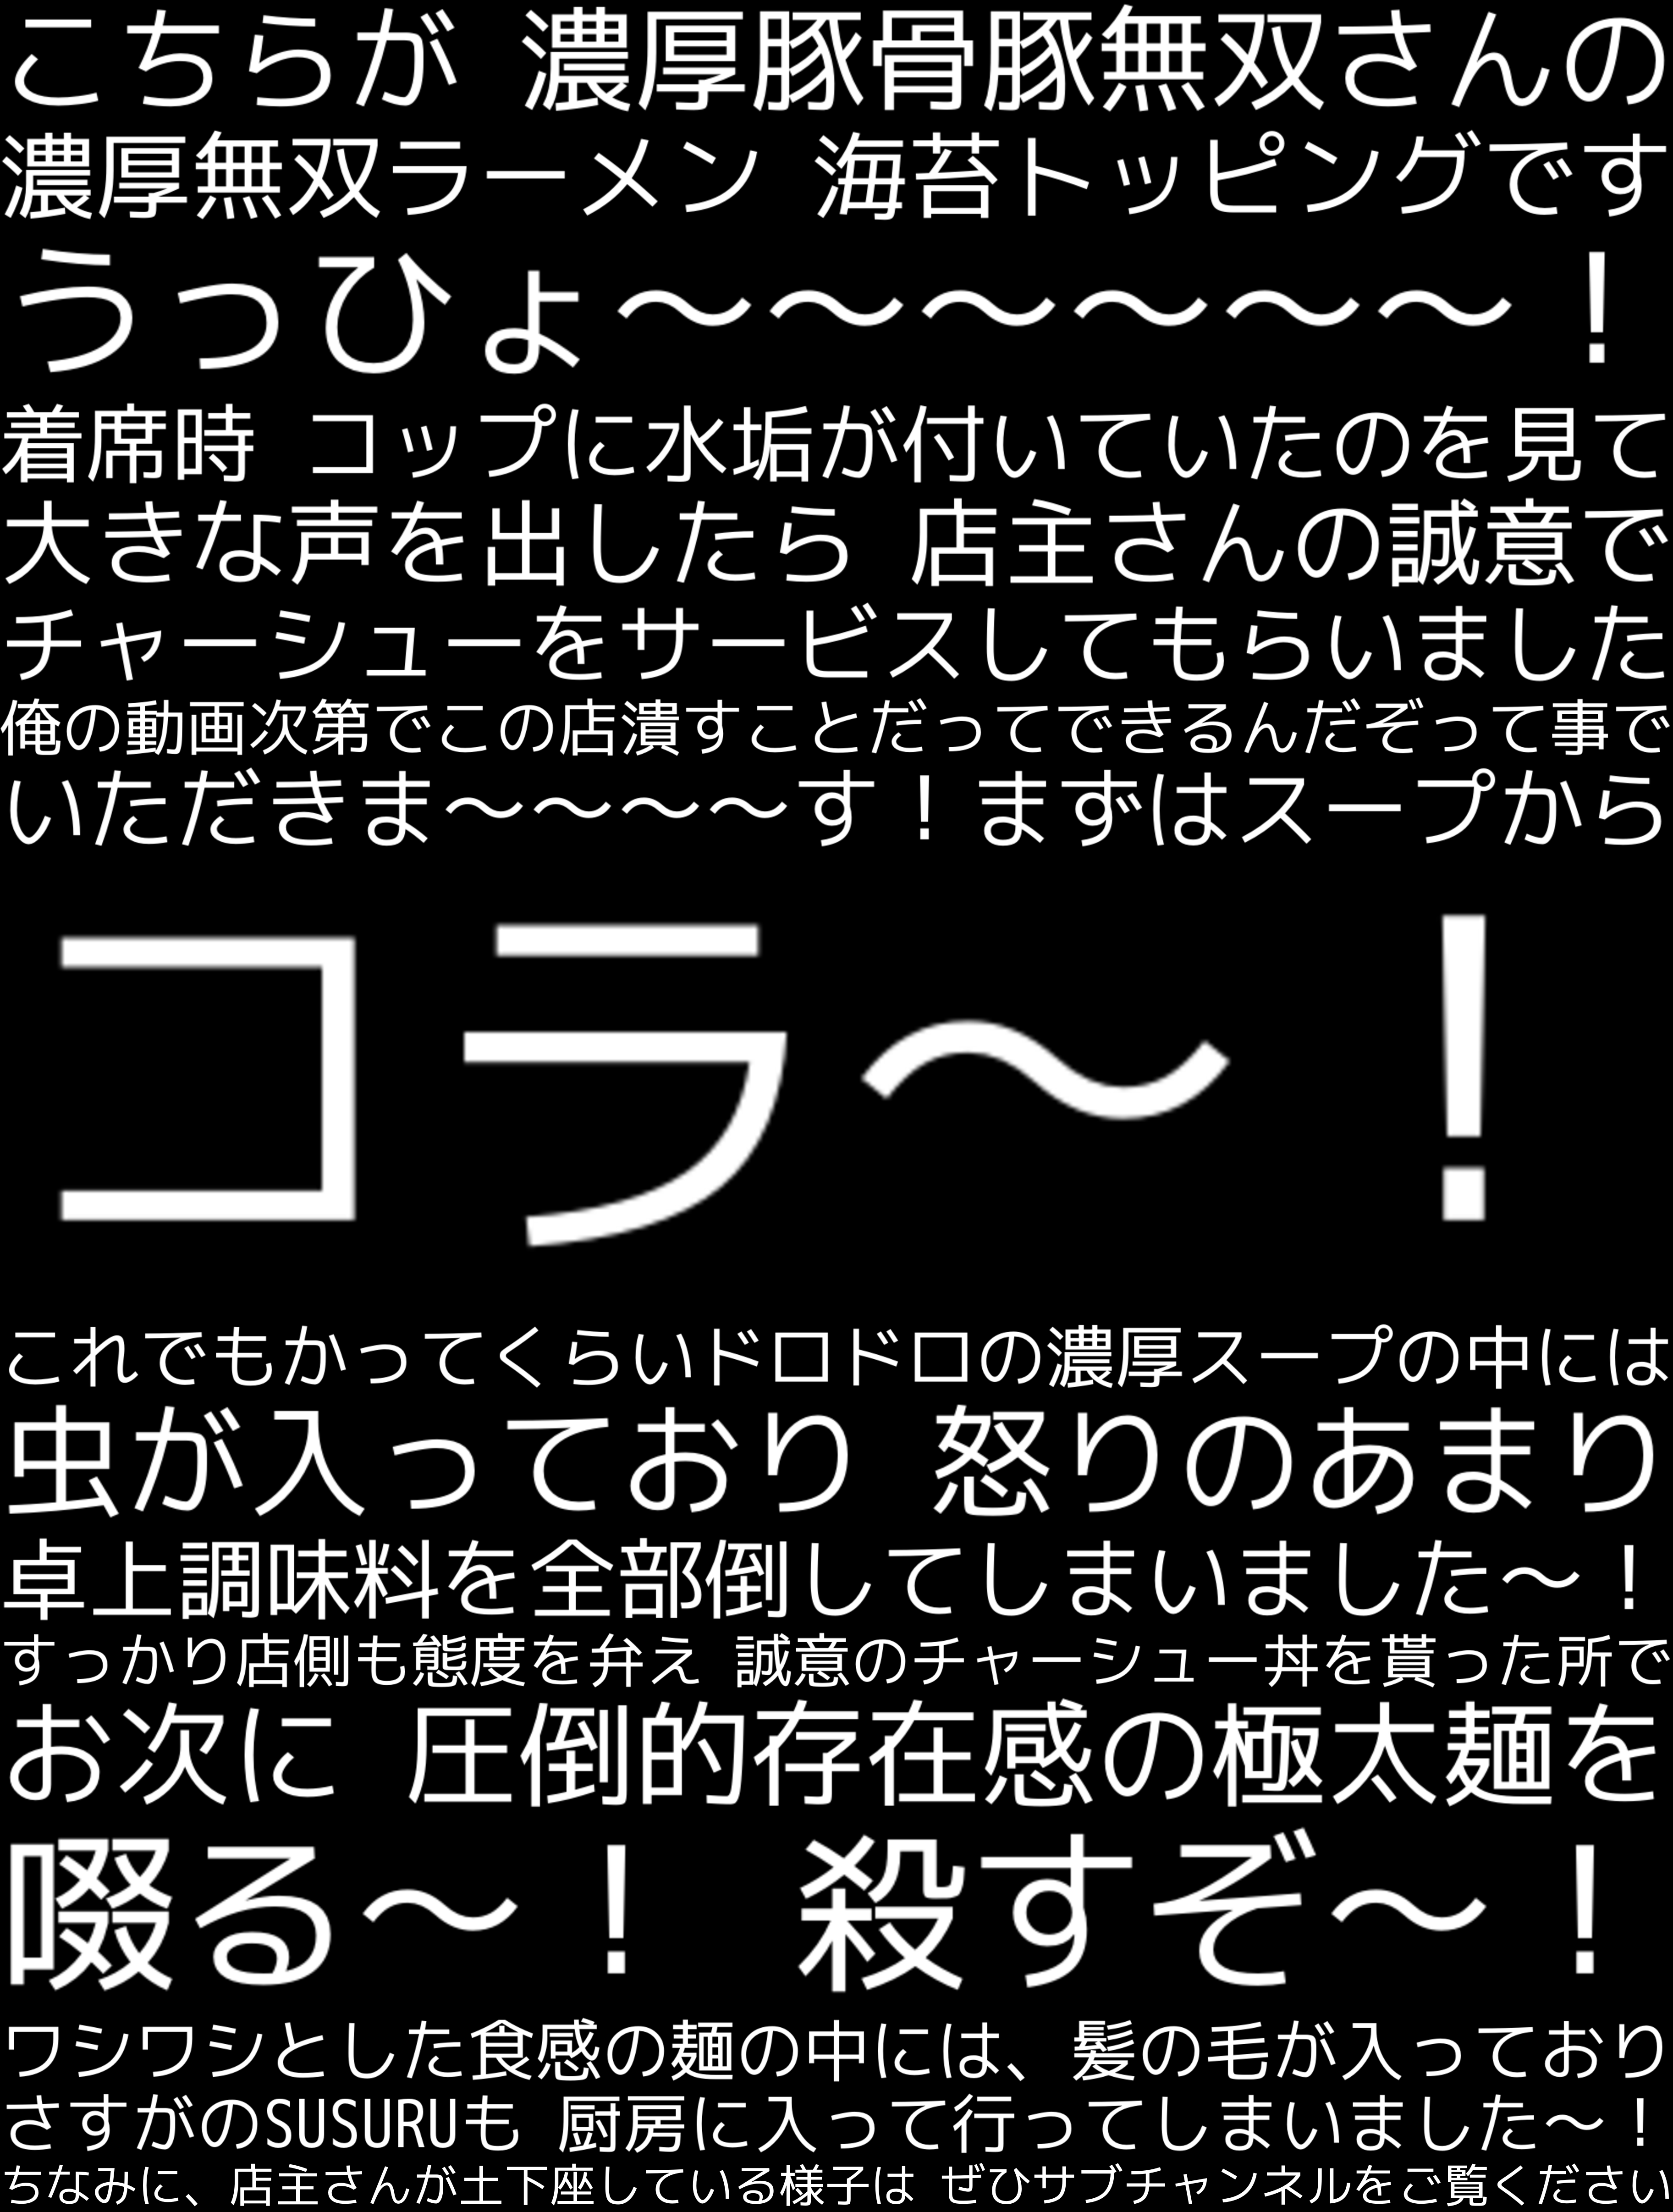 こちらが 濃厚豚骨豚無双さんの
濃厚無双ラーメン 海苔トッピングです
うっひょ〜〜〜〜〜〜！
着席時 コップに水垢が付いていたのを見て
大きな声を出したら 店主さんの誠意で
チャーシューをサービスしてもらいました
俺の動画次第でこの店潰すことだってできるんだぞって事で
いただきま〜〜〜〜す！まずはスープから
コラ〜！
これでもかってくらいドロドロの濃厚スープの中には
虫が入っており 怒りのあまり
卓上調味料を全部倒してしまいました〜！
すっかり店側も態度を弁え 誠意のチャーシュー丼を貰った所で
お次に 圧倒的存在感の極太麺を
啜る〜！ 殺すぞ〜！
ワシワシとした食感の麺の中には、髪の毛が入っており
さすがのSUSURUも 厨房に入って行ってしまいました〜！
ちなみに、店主さんが土下座している様子は ぜひサブチャンネルをご覧ください